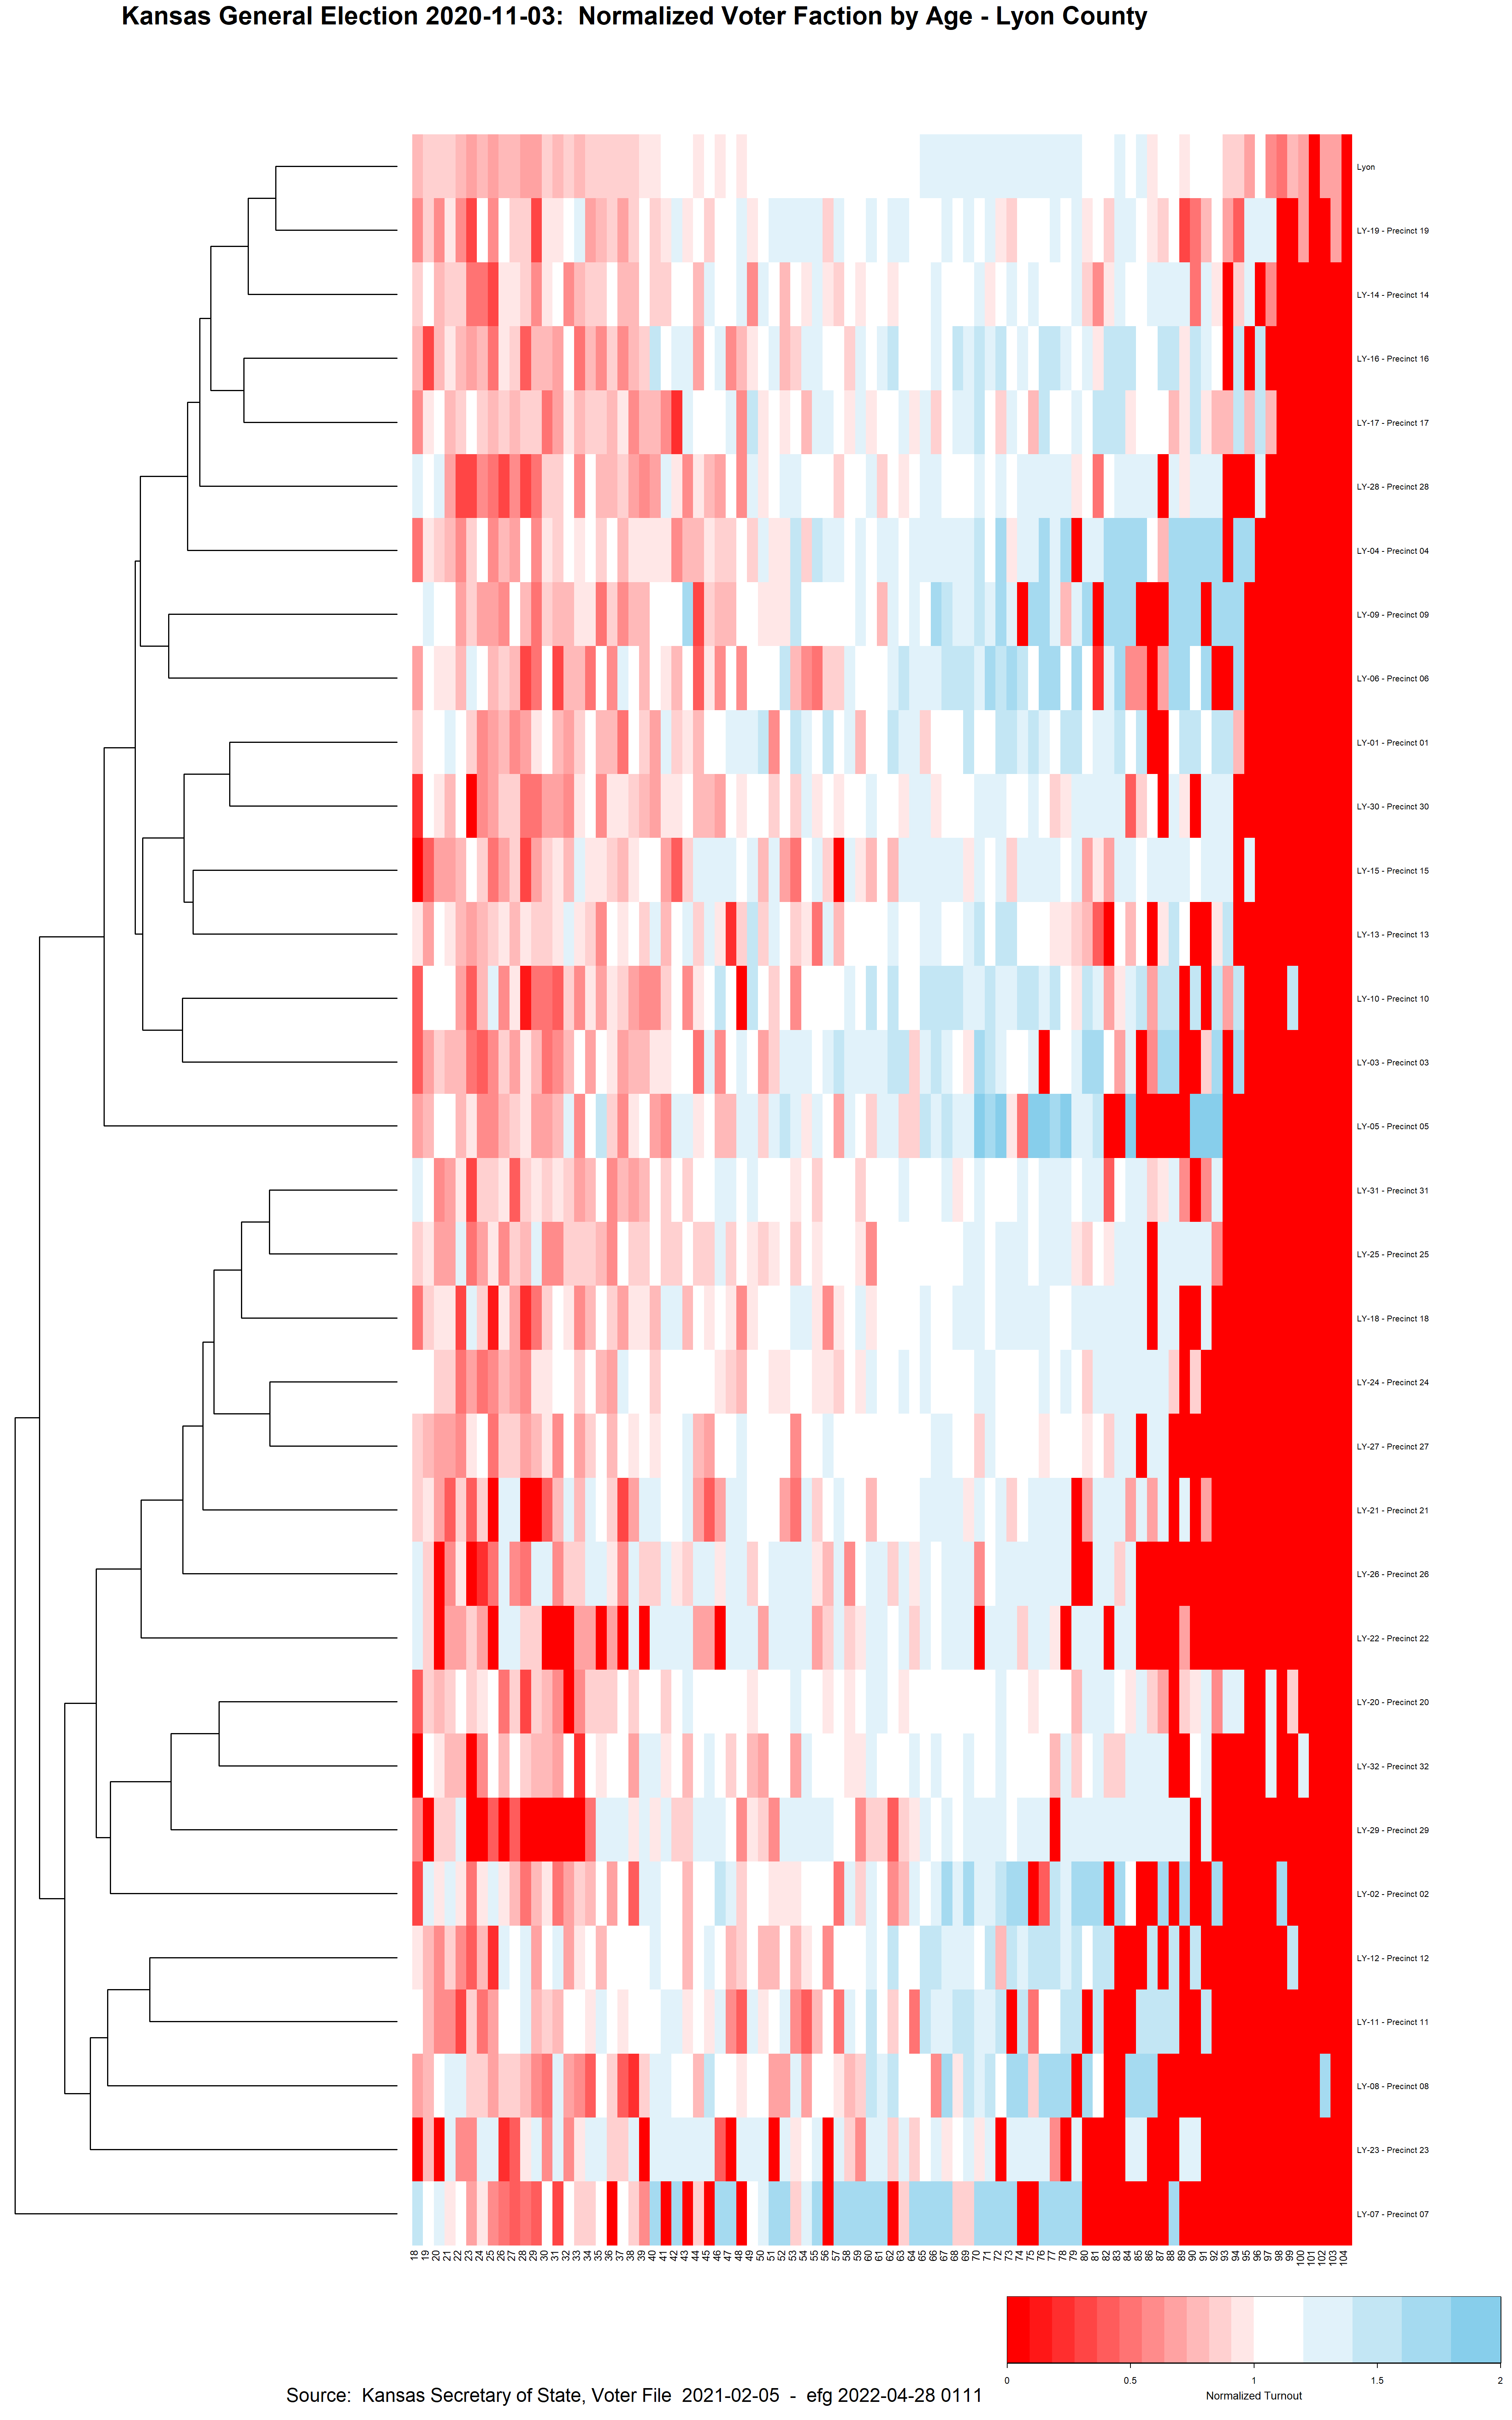 Kansas General Election 2020-11-03:  Normalized Voter Faction by Age - Lyon County
Lyon
LY-19 - Precinct 19
LY-14 - Precinct 14
LY-16 - Precinct 16
LY-17 - Precinct 17
LY-28 - Precinct 28
LY-04 - Precinct 04
LY-09 - Precinct 09
LY-06 - Precinct 06
LY-01 - Precinct 01
LY-30 - Precinct 30
LY-15 - Precinct 15
LY-13 - Precinct 13
LY-10 - Precinct 10
LY-03 - Precinct 03
LY-05 - Precinct 05
LY-31 - Precinct 31
LY-25 - Precinct 25
LY-18 - Precinct 18
LY-24 - Precinct 24
LY-27 - Precinct 27
LY-21 - Precinct 21
LY-26 - Precinct 26
LY-22 - Precinct 22
LY-20 - Precinct 20
LY-32 - Precinct 32
LY-29 - Precinct 29
LY-02 - Precinct 02
LY-12 - Precinct 12
LY-11 - Precinct 11
LY-08 - Precinct 08
LY-23 - Precinct 23
LY-07 - Precinct 07
18 19 20 21 22 23 24 25 26 27 28 29 30 31 32 33 34 35 36 37 38 39 40 41 42 43 44 45 46 47 48 49 50 51 52 53 54 55 56 57 58 59 60 61 62 63 64 65 66 67 68 69 70 71 72 73 74 75 76 77 78 79 80 81 82 83 84 85 86 87 88 89 90 91 92 93 94 95 96 97 98 99 100 101 102 103 104
0 0.5 1 1.5 2
Normalized Turnout
Source:  Kansas Secretary of State, Voter File  2021-02-05  -  efg 2022-04-28 0111